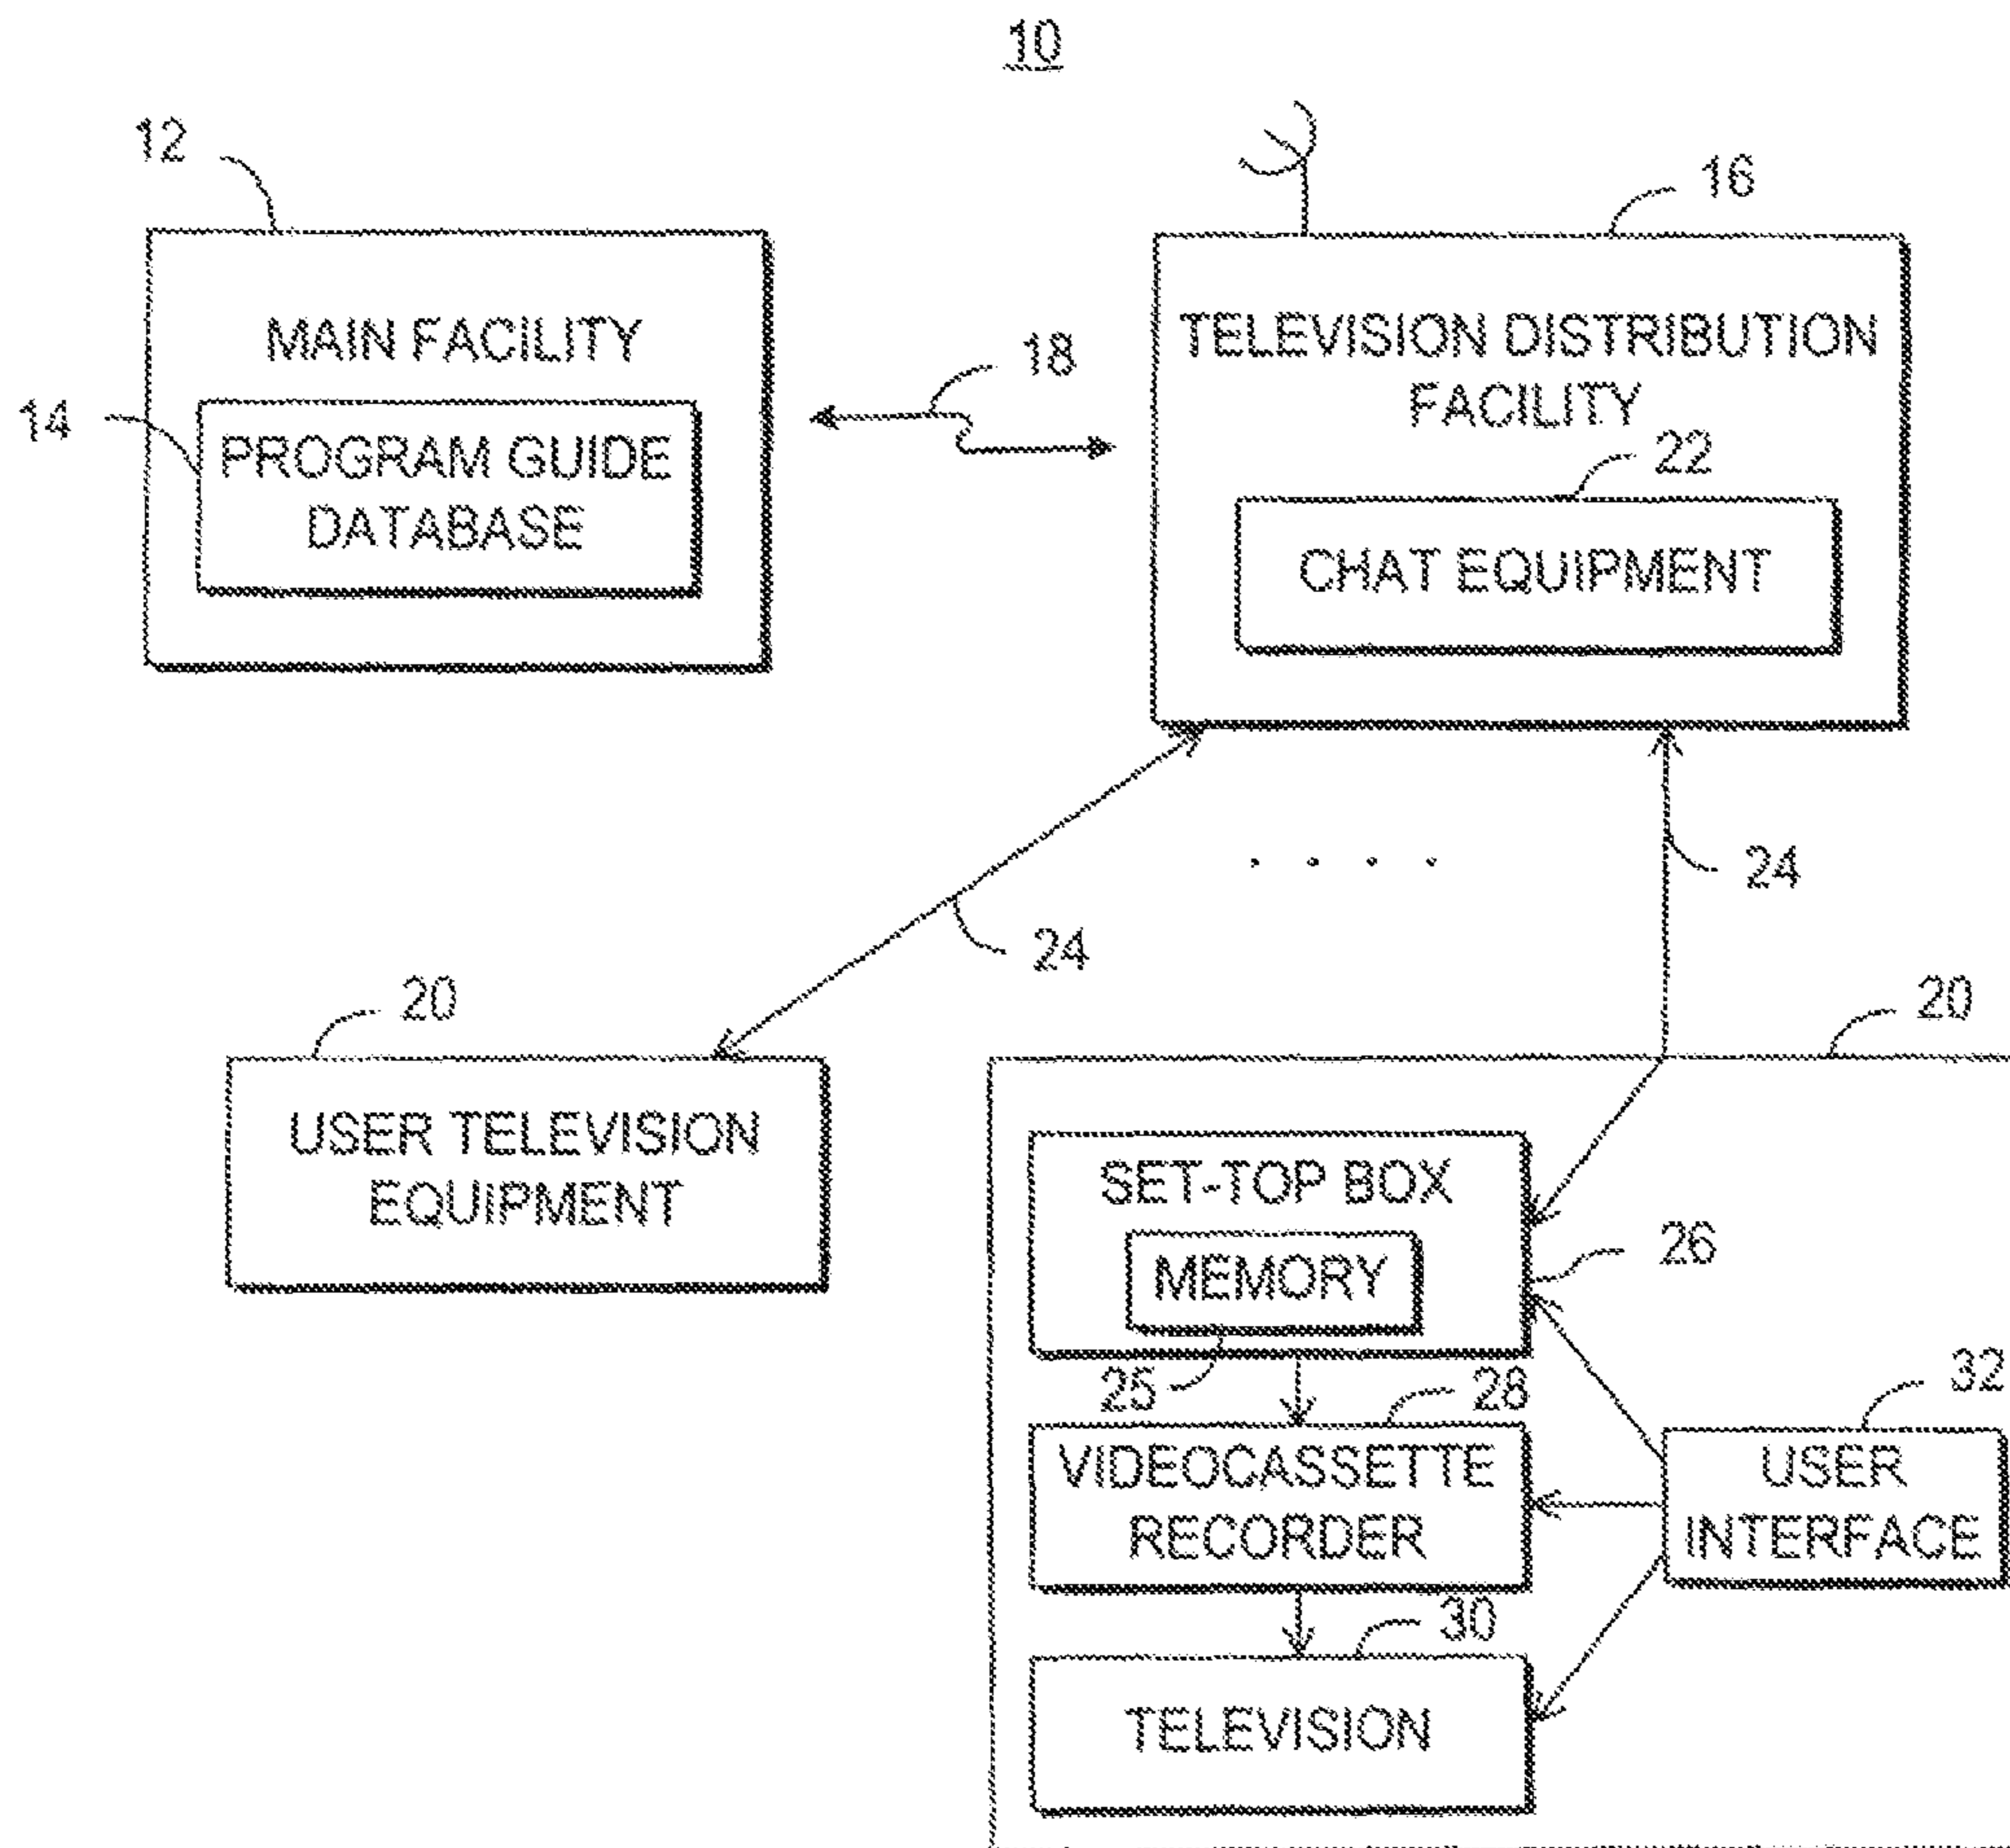 10
12
16
MAIN FACILITY
TELEVISION DISTRIBUTION
FACILITY
18
14
PROGRAM GUIDE
DATABASE
22
CHAT EQUIPMENT
24
24
20
20
USER TELEVISION
EQUIPMENT
SET-TOP BOX
MEMORY
26
25
28
32
VIDEOCASSETTE
RECORDER
USER
INTERFACE
30
TELEVISION